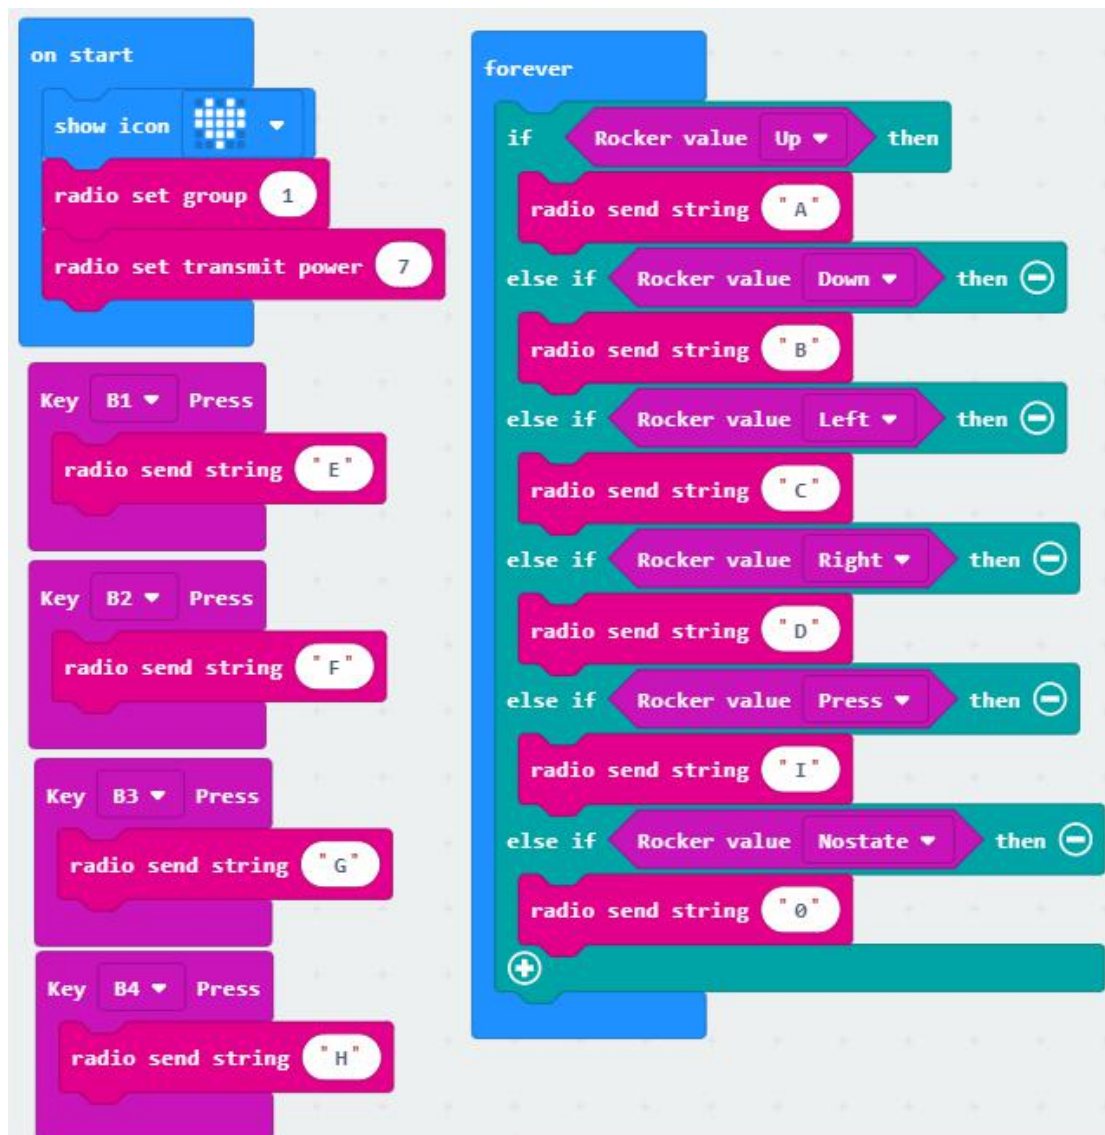 on start
show icon
radio set group 1
radio set transmit power 7
Key B1 Press
radio send string "E"
Key B2 Press
radio send string "F"
Key B3 Press
radio send string "G"
Key B4 Press
radio send string "H"
forever
if Rocker value Up then
radio send string "A"
else if Rocker value Down then
radio send string "B"
else if Rocker value Left then
radio send string "C"
else if Rocker value Right then
radio send string "D"
else if Rocker value Press then
radio send string "I"
else if Rocker value Nostate then
radio send string "0"